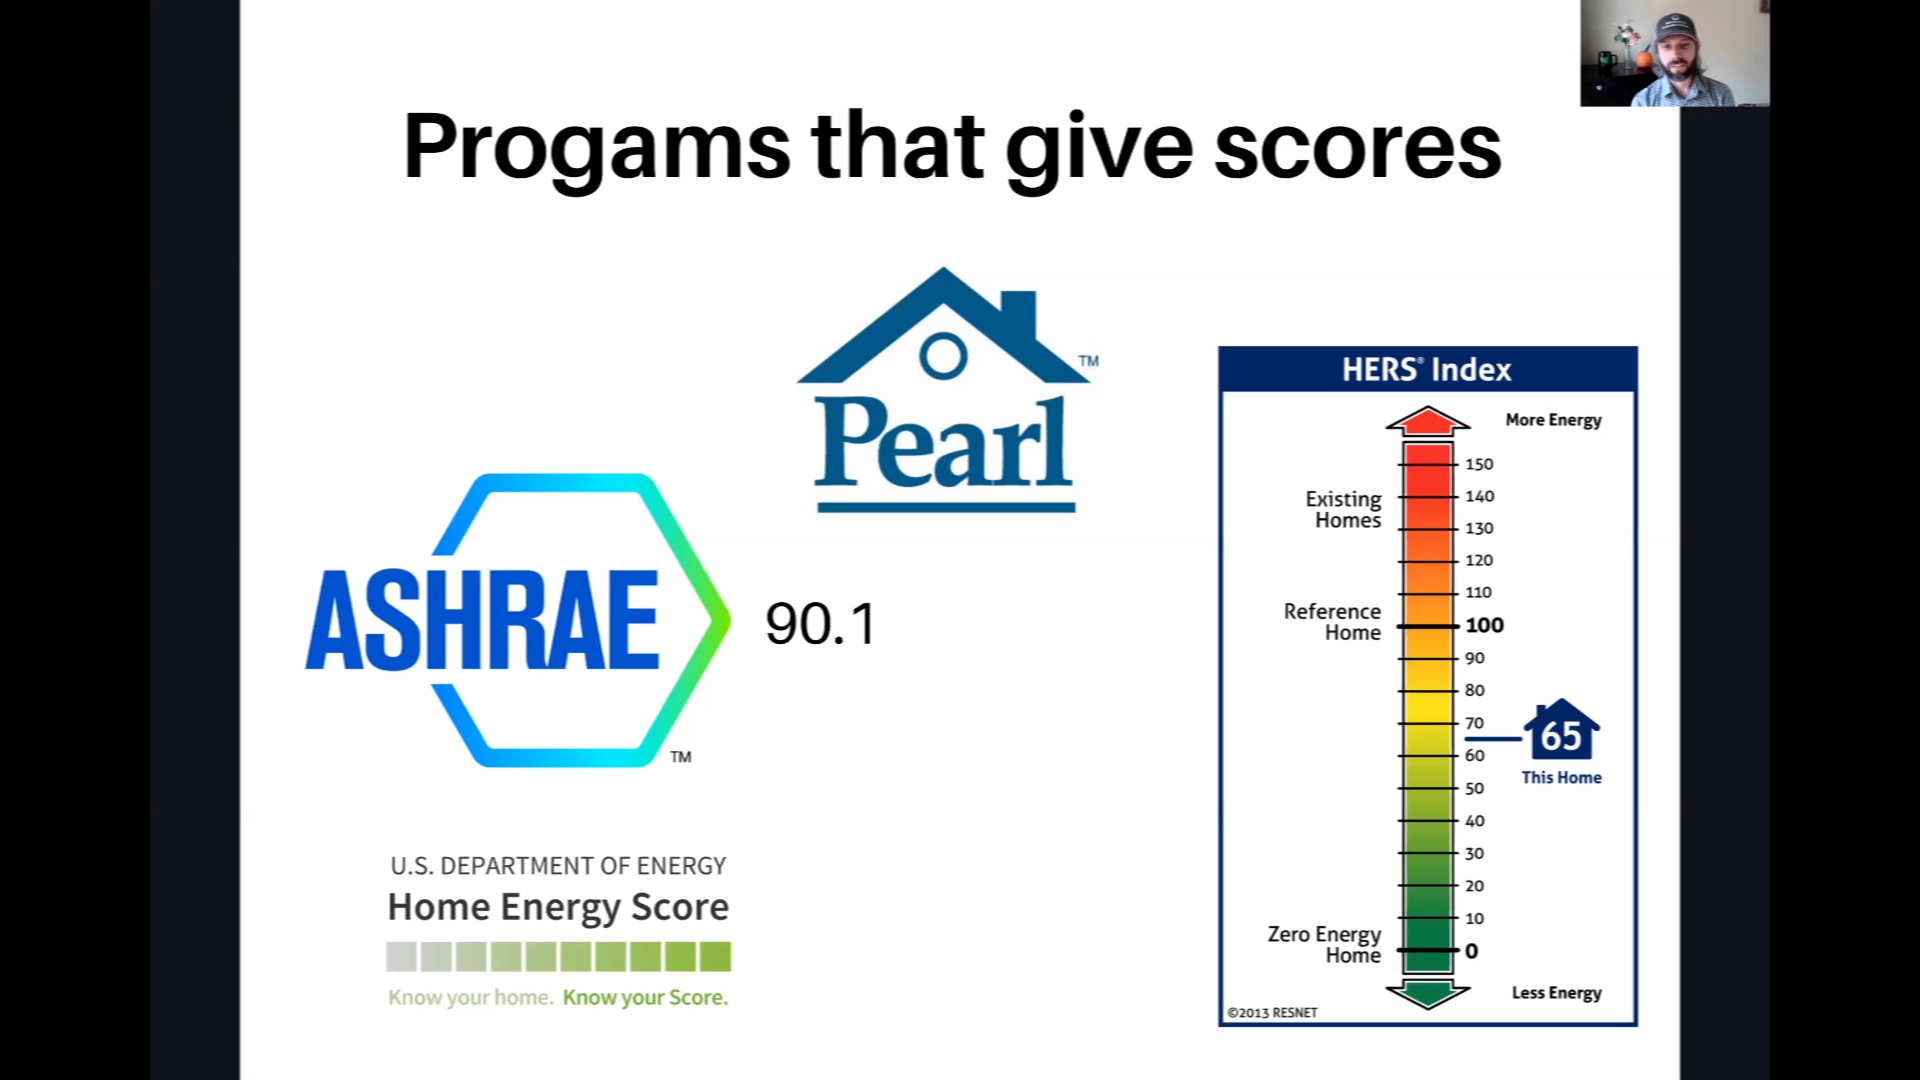 Progams that give scores
Pearl
TM
ASHRAE
TM
90.1
U.S. DEPARTMENT OF ENERGY
Home Energy Score
Know your home. Know your Score.
HERS® Index
More Energy
150
Existing
Homes
140
130
120
110
Reference
Home
100
90
80
70
65
This Home
60
50
40
30
20
10
Zero Energy
Home
0
Less Energy
©2013 RESNET